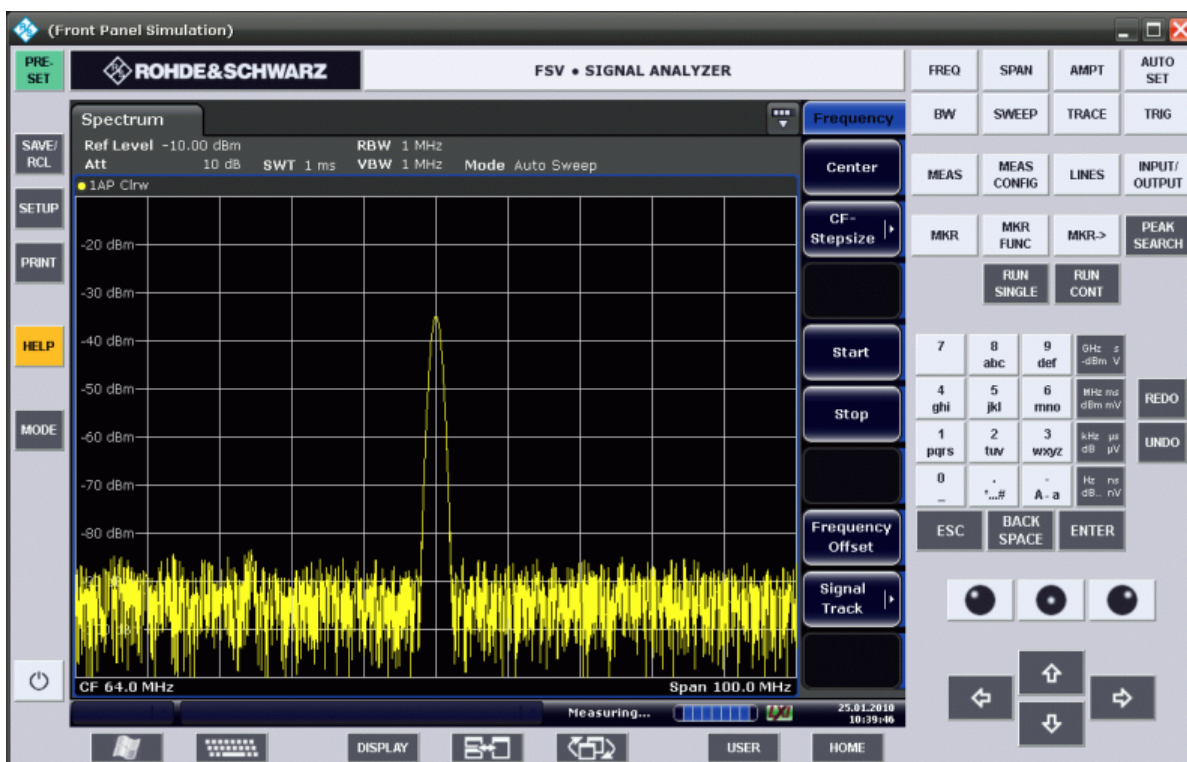 (Front Panel Simulation)
PRE-
SET
ROHDE&SCHWARZ
FSV • SIGNAL ANALYZER
FREQ
SPAN
AMPT
AUTO
SET
Spectrum
Frequency
BW
SWEEP
TRACE
TRIG
SAVE/
RCL
Ref Level -10.00 dBm RBW 1 MHz
Att 10 dB SWT 1 ms VBW 1 MHz Mode Auto Sweep
1AP Clrw
Center
MEAS
MEAS
CONFIG
LINES
INPUT/
OUTPUT
SETUP
CF-
Stepsize
MKR
MKR
FUNC
MKR->
PEAK
SEARCH
PRINT
-20 dBm
RUN
SINGLE
RUN
CONT
-30 dBm
HELP
-40 dBm
Start
7
8
abc
9
def
GHz s
-dBm V
-50 dBm
4
ghi
5
jkl
6
mno
MHz ms
dBm mV
REDO
MODE
-60 dBm
Stop
1
pqrs
2
tuv
3
wxyz
kHz µs
dB µV
UNDO
-70 dBm
0
_
.
*...#
-
A - a
Hz ns
dB.. nV
-80 dBm
Frequency
Offset
ESC
BACK
SPACE
ENTER
Signal
Track
CF 64.0 MHz Span 100.0 MHz
Measuring...
LXI
25.01.2010
10:39:46
DISPLAY
USER
HOME